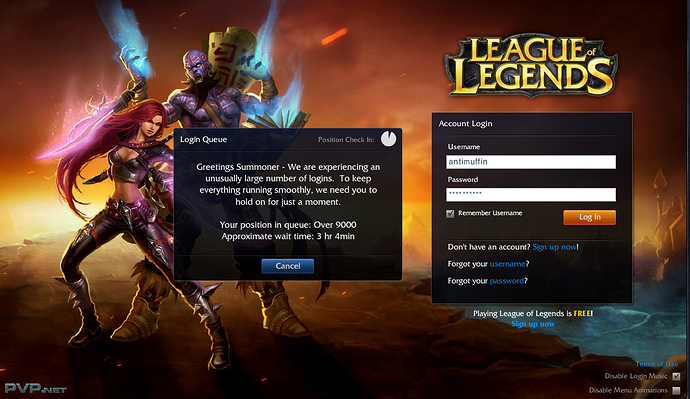 LEAGUE of
LEGENDS
Account Login
Username
antimuffin
Password
**********
Remember Username
Log In
Don't have an account? Sign up now!
Forgot your username?
Forgot your password?
Playing League of Legends is FREE!
Sign up now
Login Queue
Position Check In:
Greetings Summoner - We are experiencing an
unusually large number of logins. To keep
everything running smoothly, we need you to
hold on for just a moment.
Your position in queue: Over 9000
Approximate wait time: 3 hr 4min
Cancel
Terms of Use
Disable Login Music
Disable Menu Animations
PVP.NET